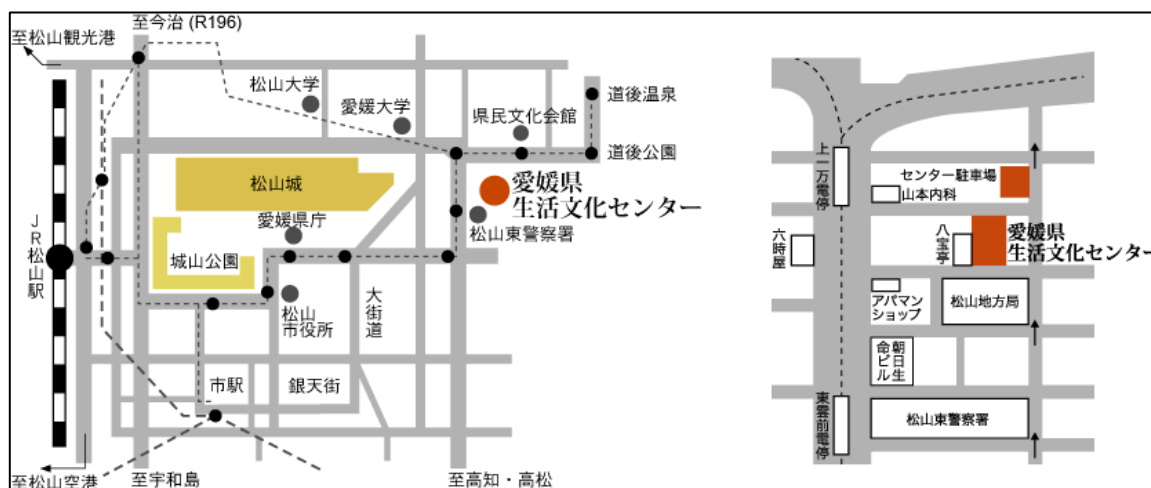 至今治 (R196)
至松山観光港
松山大学
愛媛大学
県民文化会館
道後温泉
道後公園
松山城
愛媛県
生活文化センター
愛媛県庁
松山東警察署
JR松山駅
城山公園
松山
市役所
大街道
市駅
銀天街
至松山空港
至宇和島
至高知・高松
上一万電停
センター駐車場
山本内科
六時屋
八宝亭
愛媛県
生活文化センター
アパマン
ショップ
松山地方局
朝日生
命ビル
東雲前電停
松山東警察署